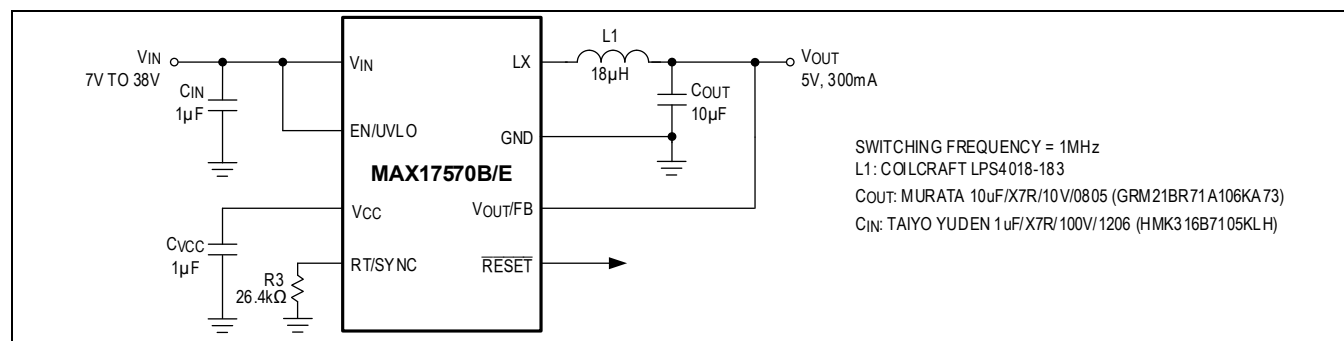 VIN
7V TO 38V
CIN
1µF
VIN
EN/UVLO
MAX17570B/E
VCC
CVCC
1µF
RT/SYNC
R3
26.4kΩ
LX
L1
18µH
COUT
10µF
GND
VOUT/FB
RESET
VOUT
5V, 300mA
SWITCHING FREQUENCY = 1MHz
L1: COILCRAFT LPS4018-183
COUT: MURATA 10uF/X7R/10V/0805 (GRM21BR71A106KA73)
CIN: TAIYO YUDEN 1uF/X7R/100V/1206 (HMK316B7105KLH)